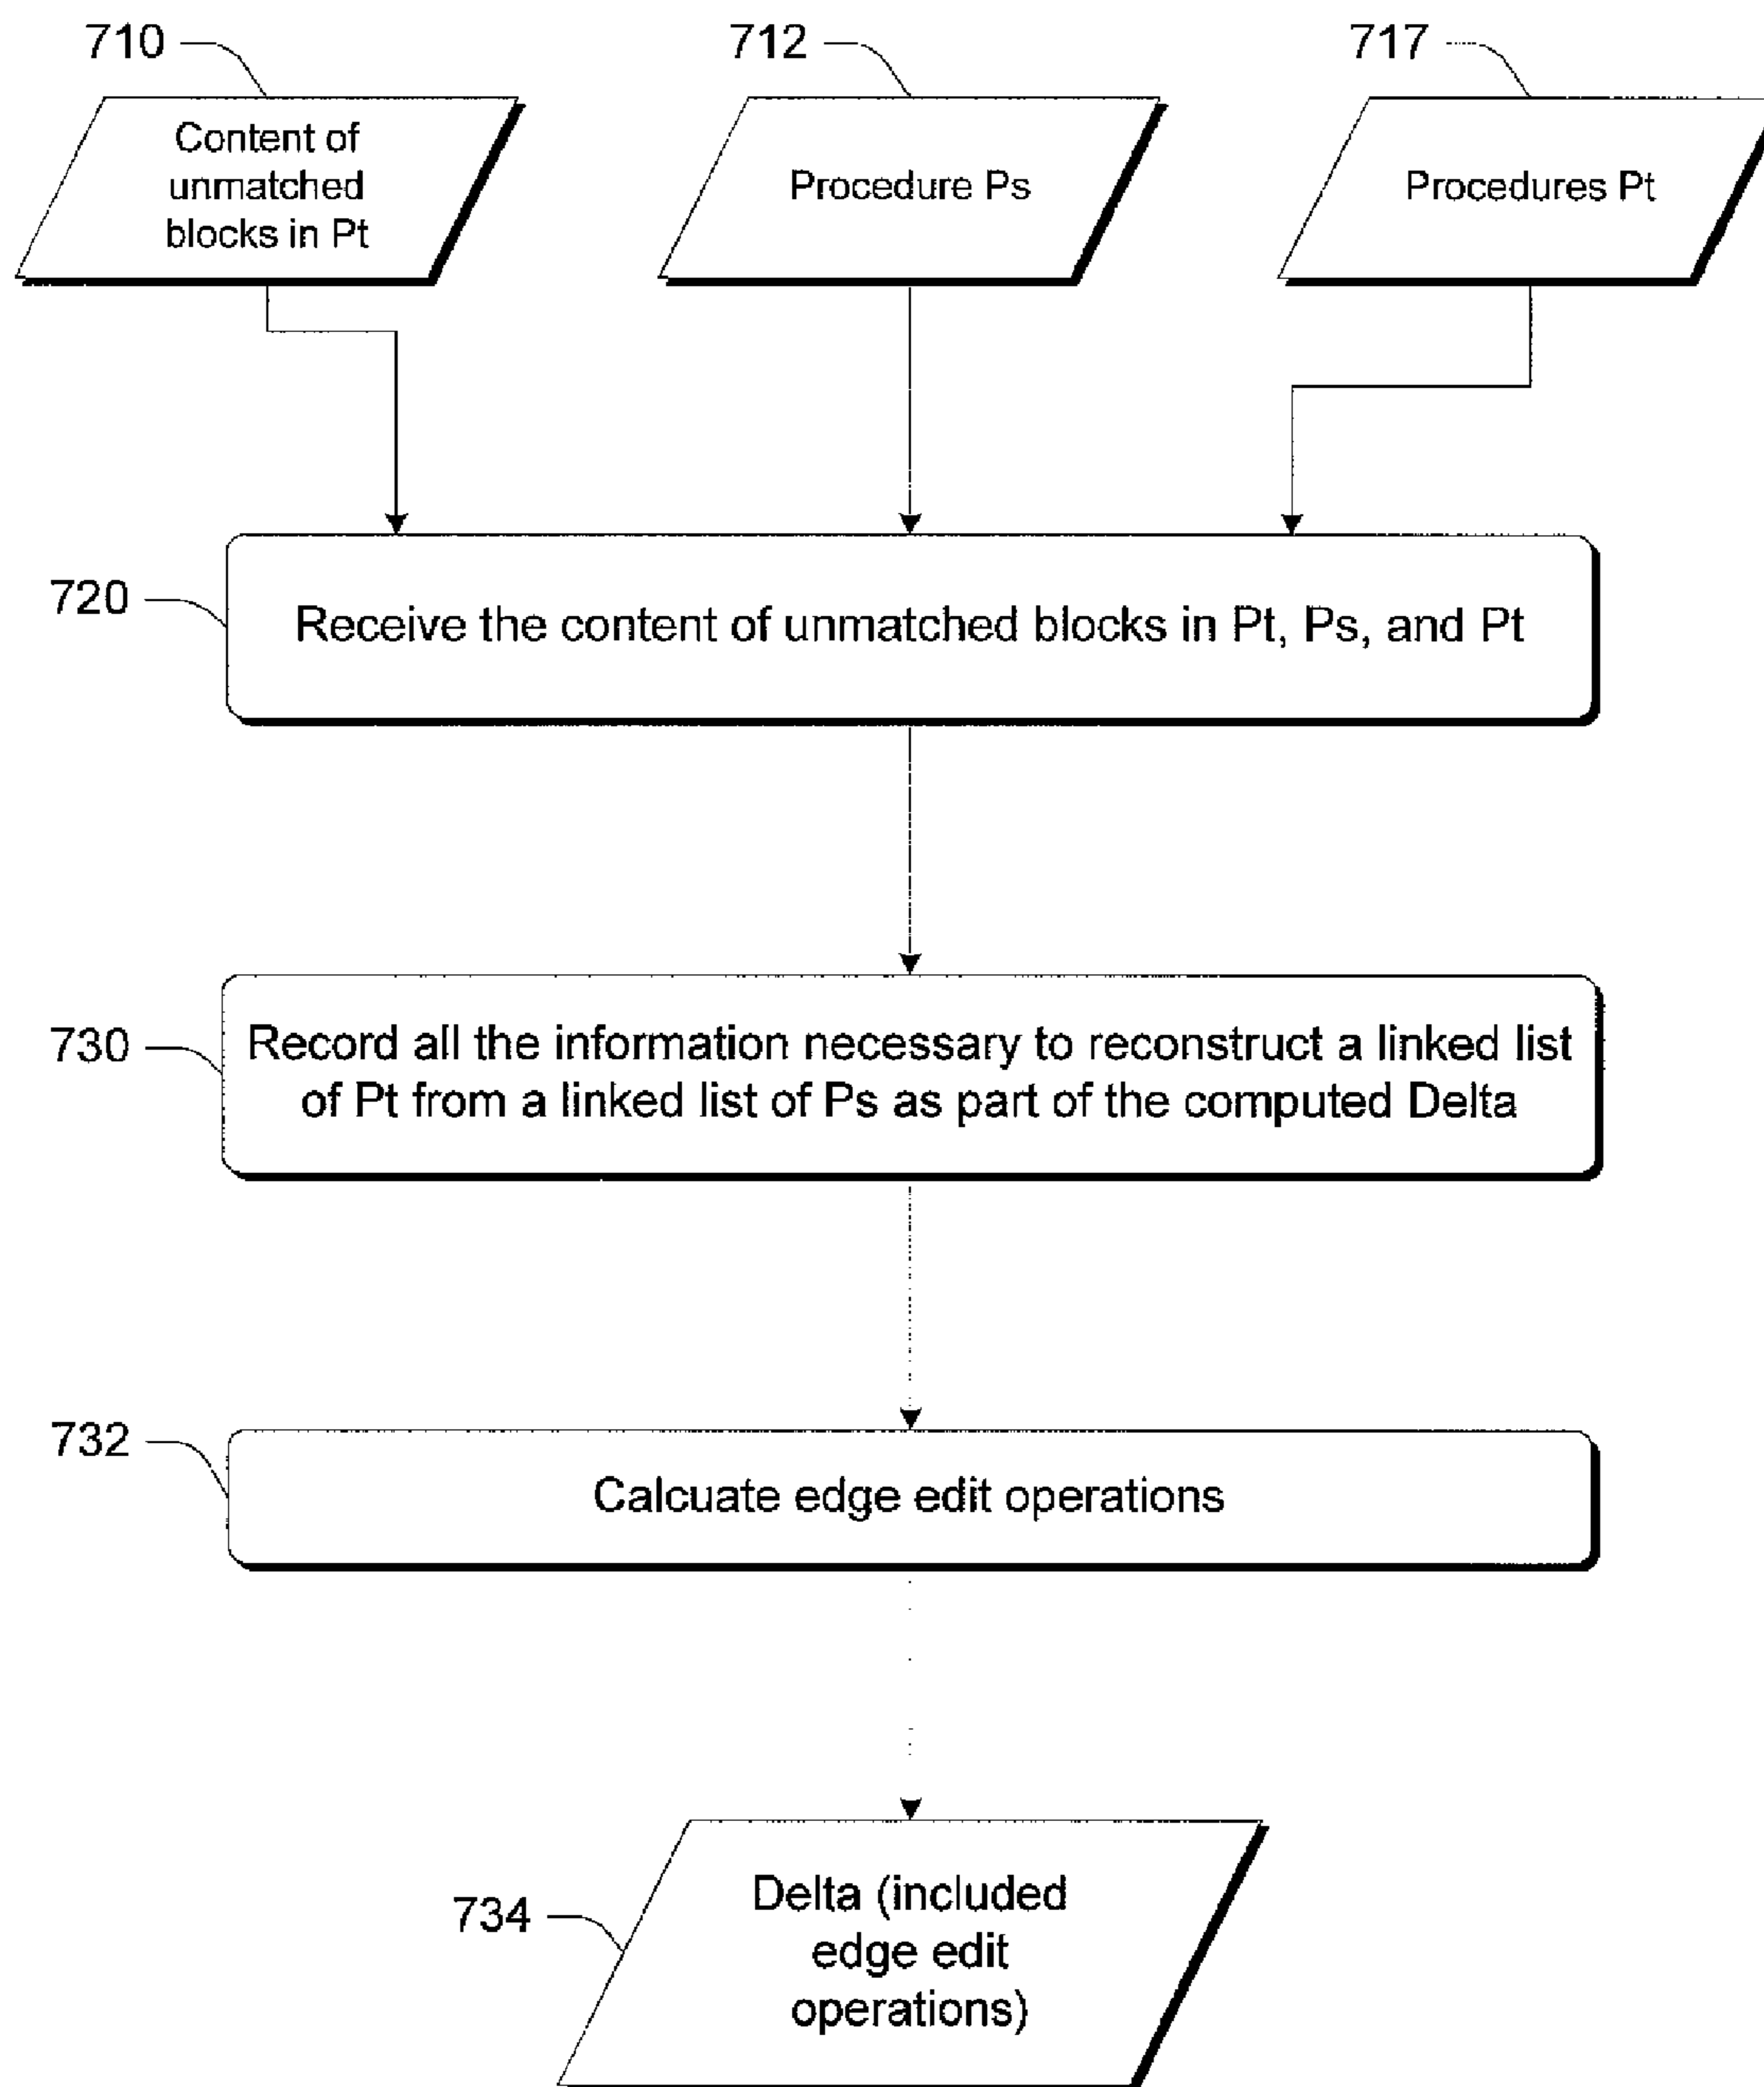 710
712
717
Content of
unmatched
blocks in Pt
Procedure Ps
Procedures Pt
720
Receive the content of unmatched blocks in Pt, Ps, and Pt
730
Record all the information necessary to reconstruct a linked list
of Pt from a linked list of Ps as part of the computed Delta
732
Calcuate edge edit operations
734
Delta (included
edge edit
operations)